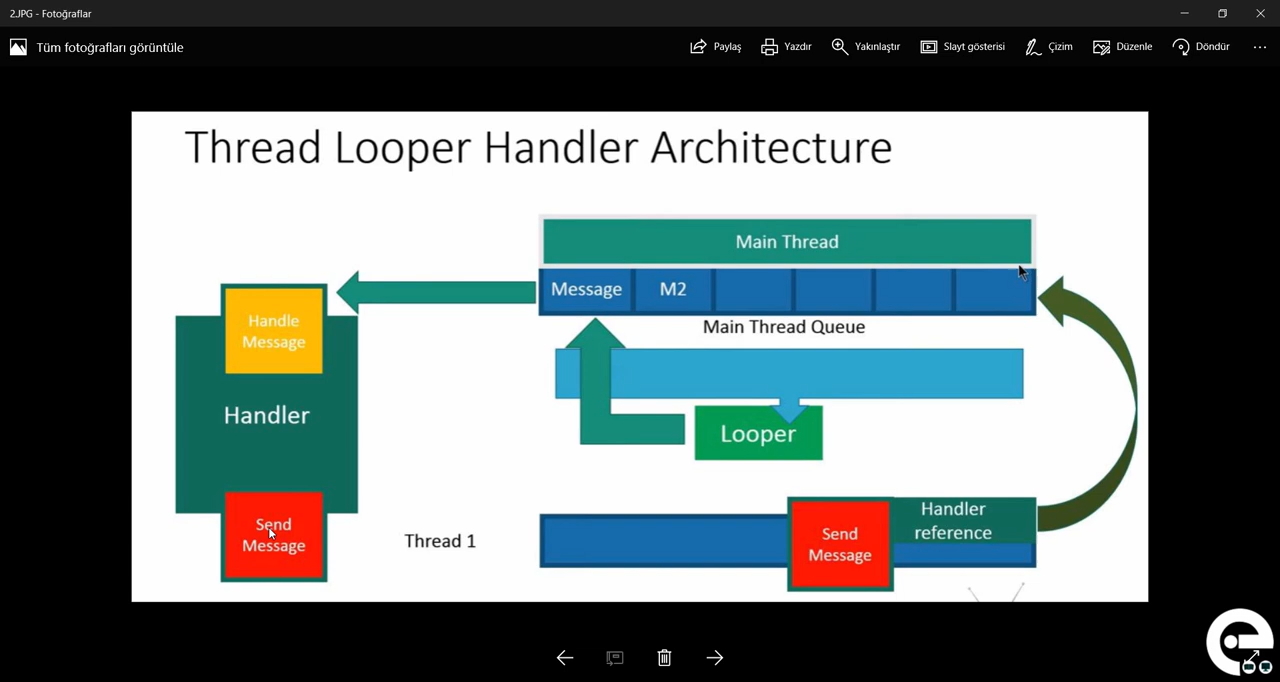 2.JPG - Fotoğraflar
Tüm fotoğrafları görüntüle
Paylaş
Yazdır
Yakınlaştır
Slayt gösterisi
Çizim
Düzenle
Döndür
Thread Looper Handler Architecture
Main Thread
Message
M2
Main Thread Queue
Handle
Message
Handler
Looper
Send
Message
Thread 1
Send
Message
Handler
reference